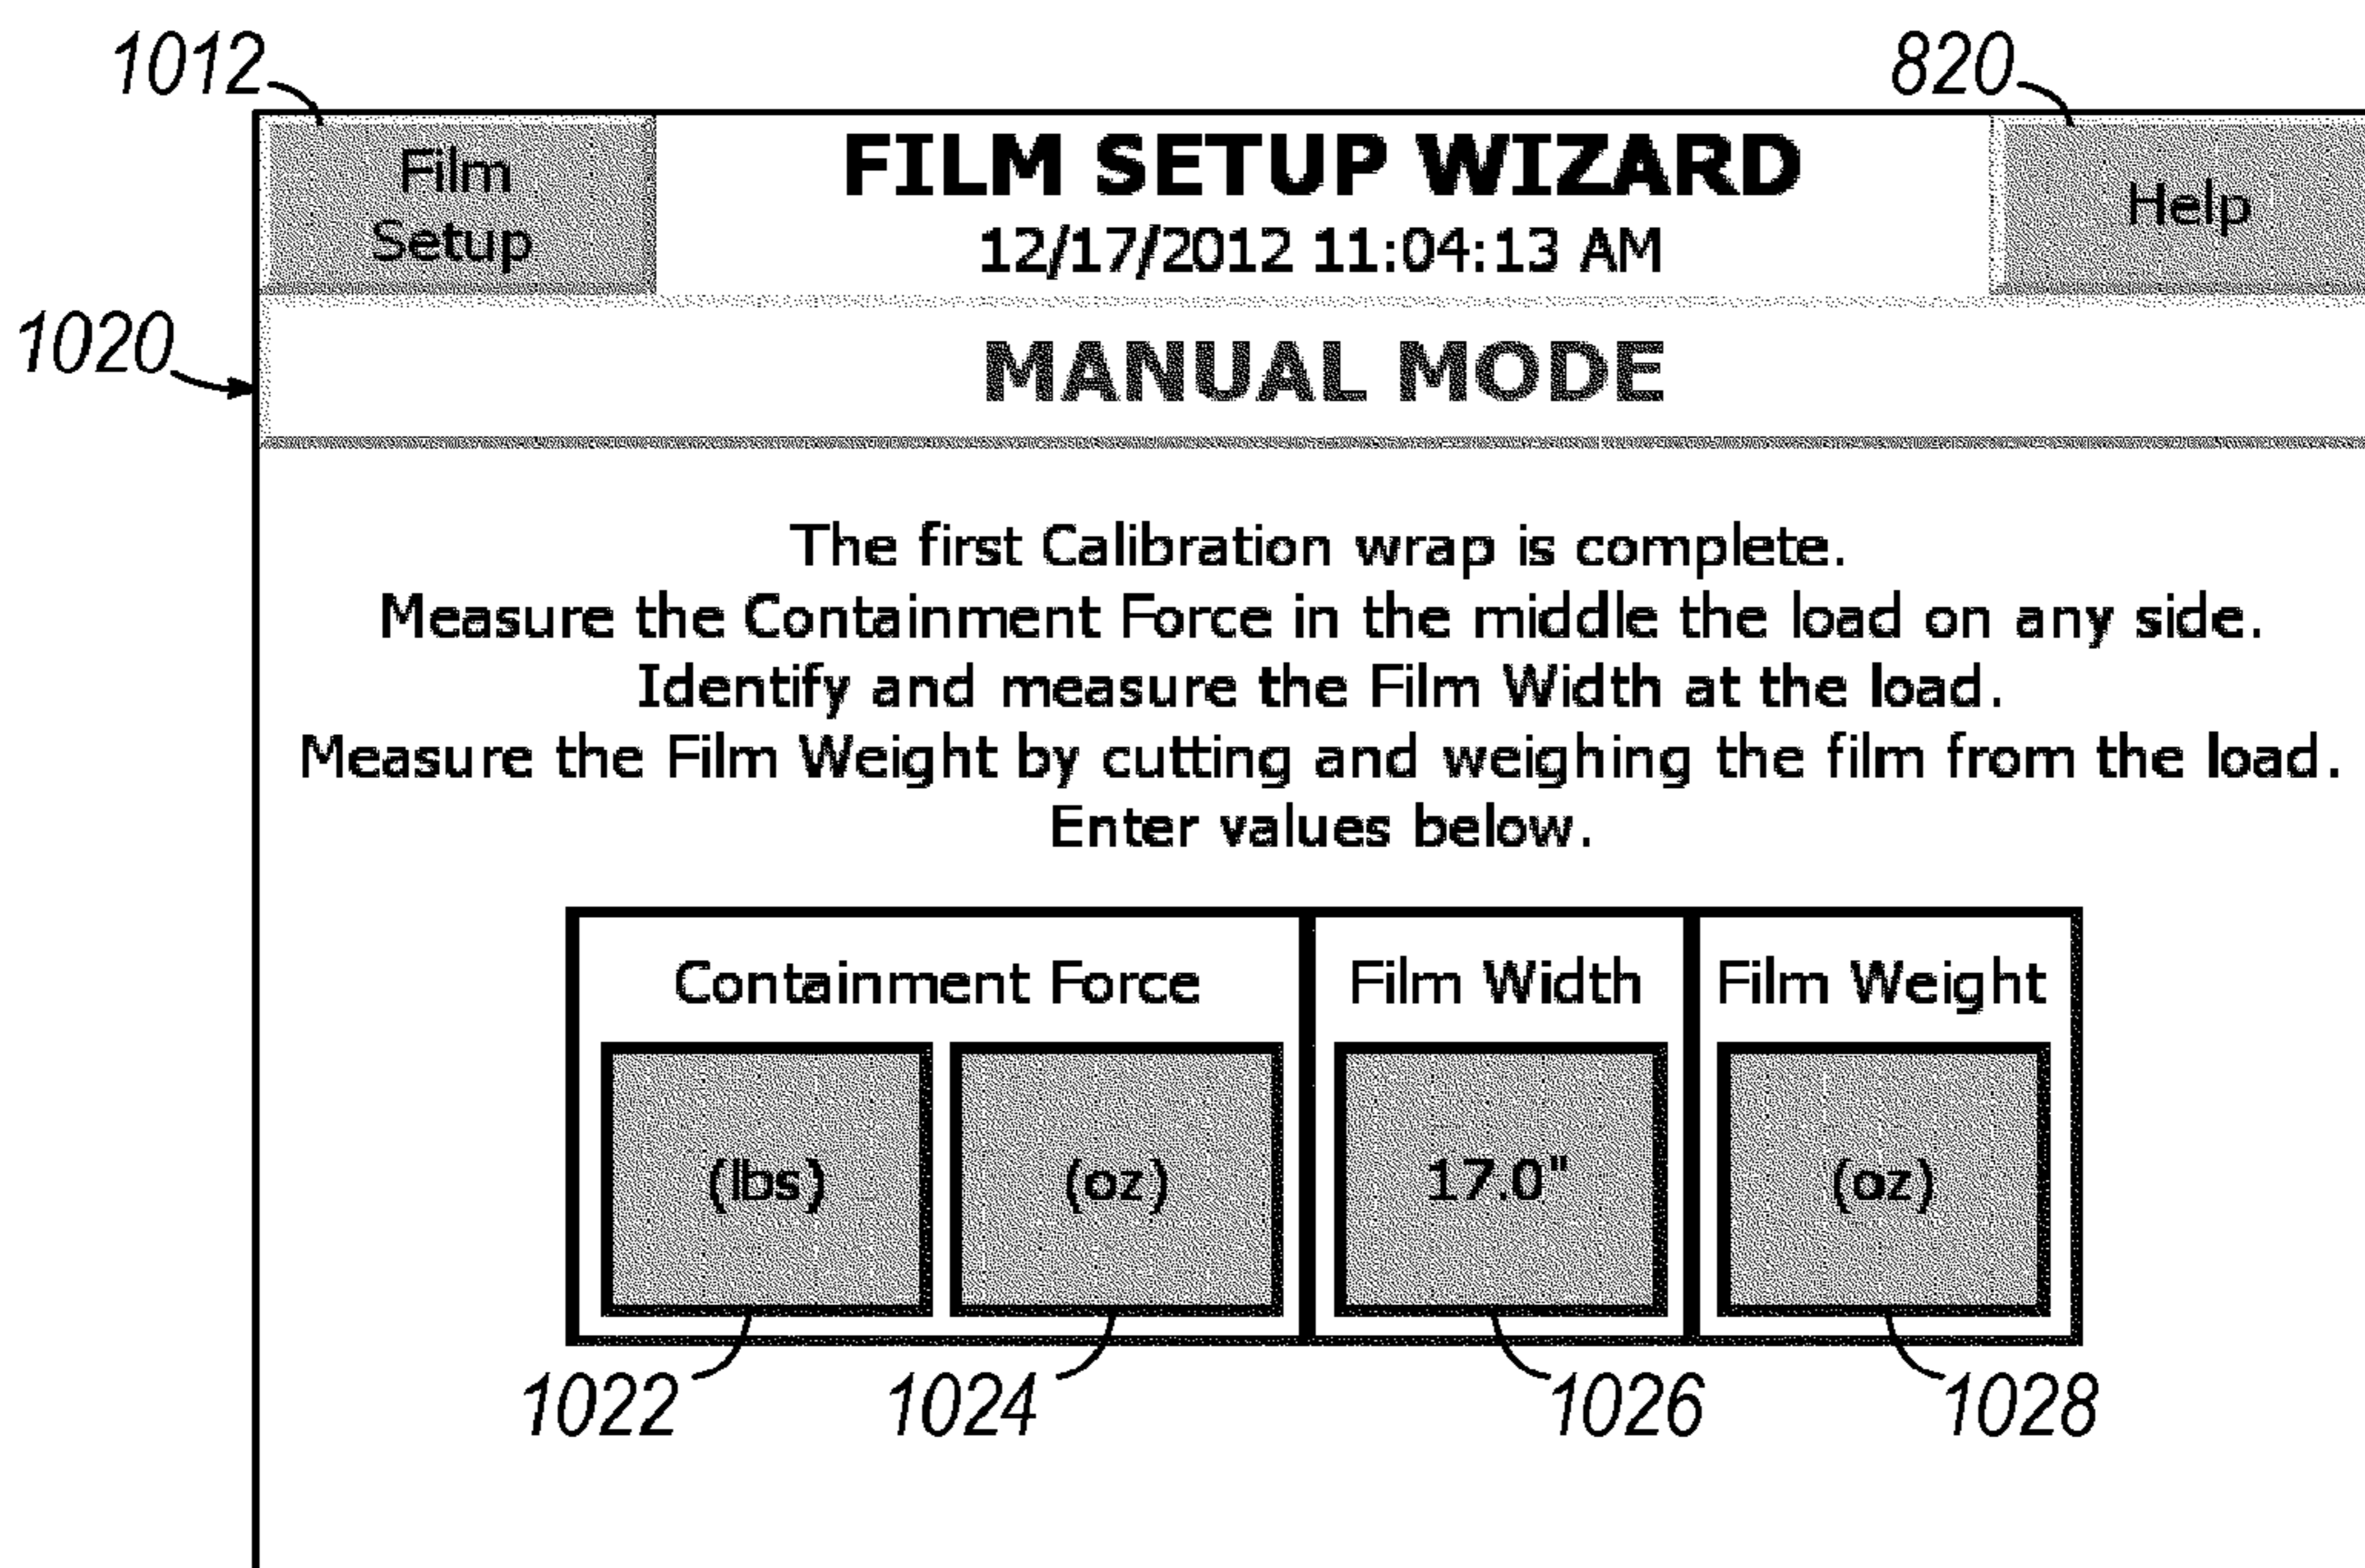 1012
820
Film
Setup
FILM SETUP WIZARD
12/17/2012 11:04:13 AM
Help
1020
MANUAL MODE
The first Calibration wrap is complete.
Measure the Containment Force in the middle the load on any side.
Identify and measure the Film Width at the load.
Measure the Film Weight by cutting and weighing the film from the load.
Enter values below.
Containment Force
Film Width
Film Weight
(lbs)
(oz)
17.0"
(oz)
1022
1024
1026
1028